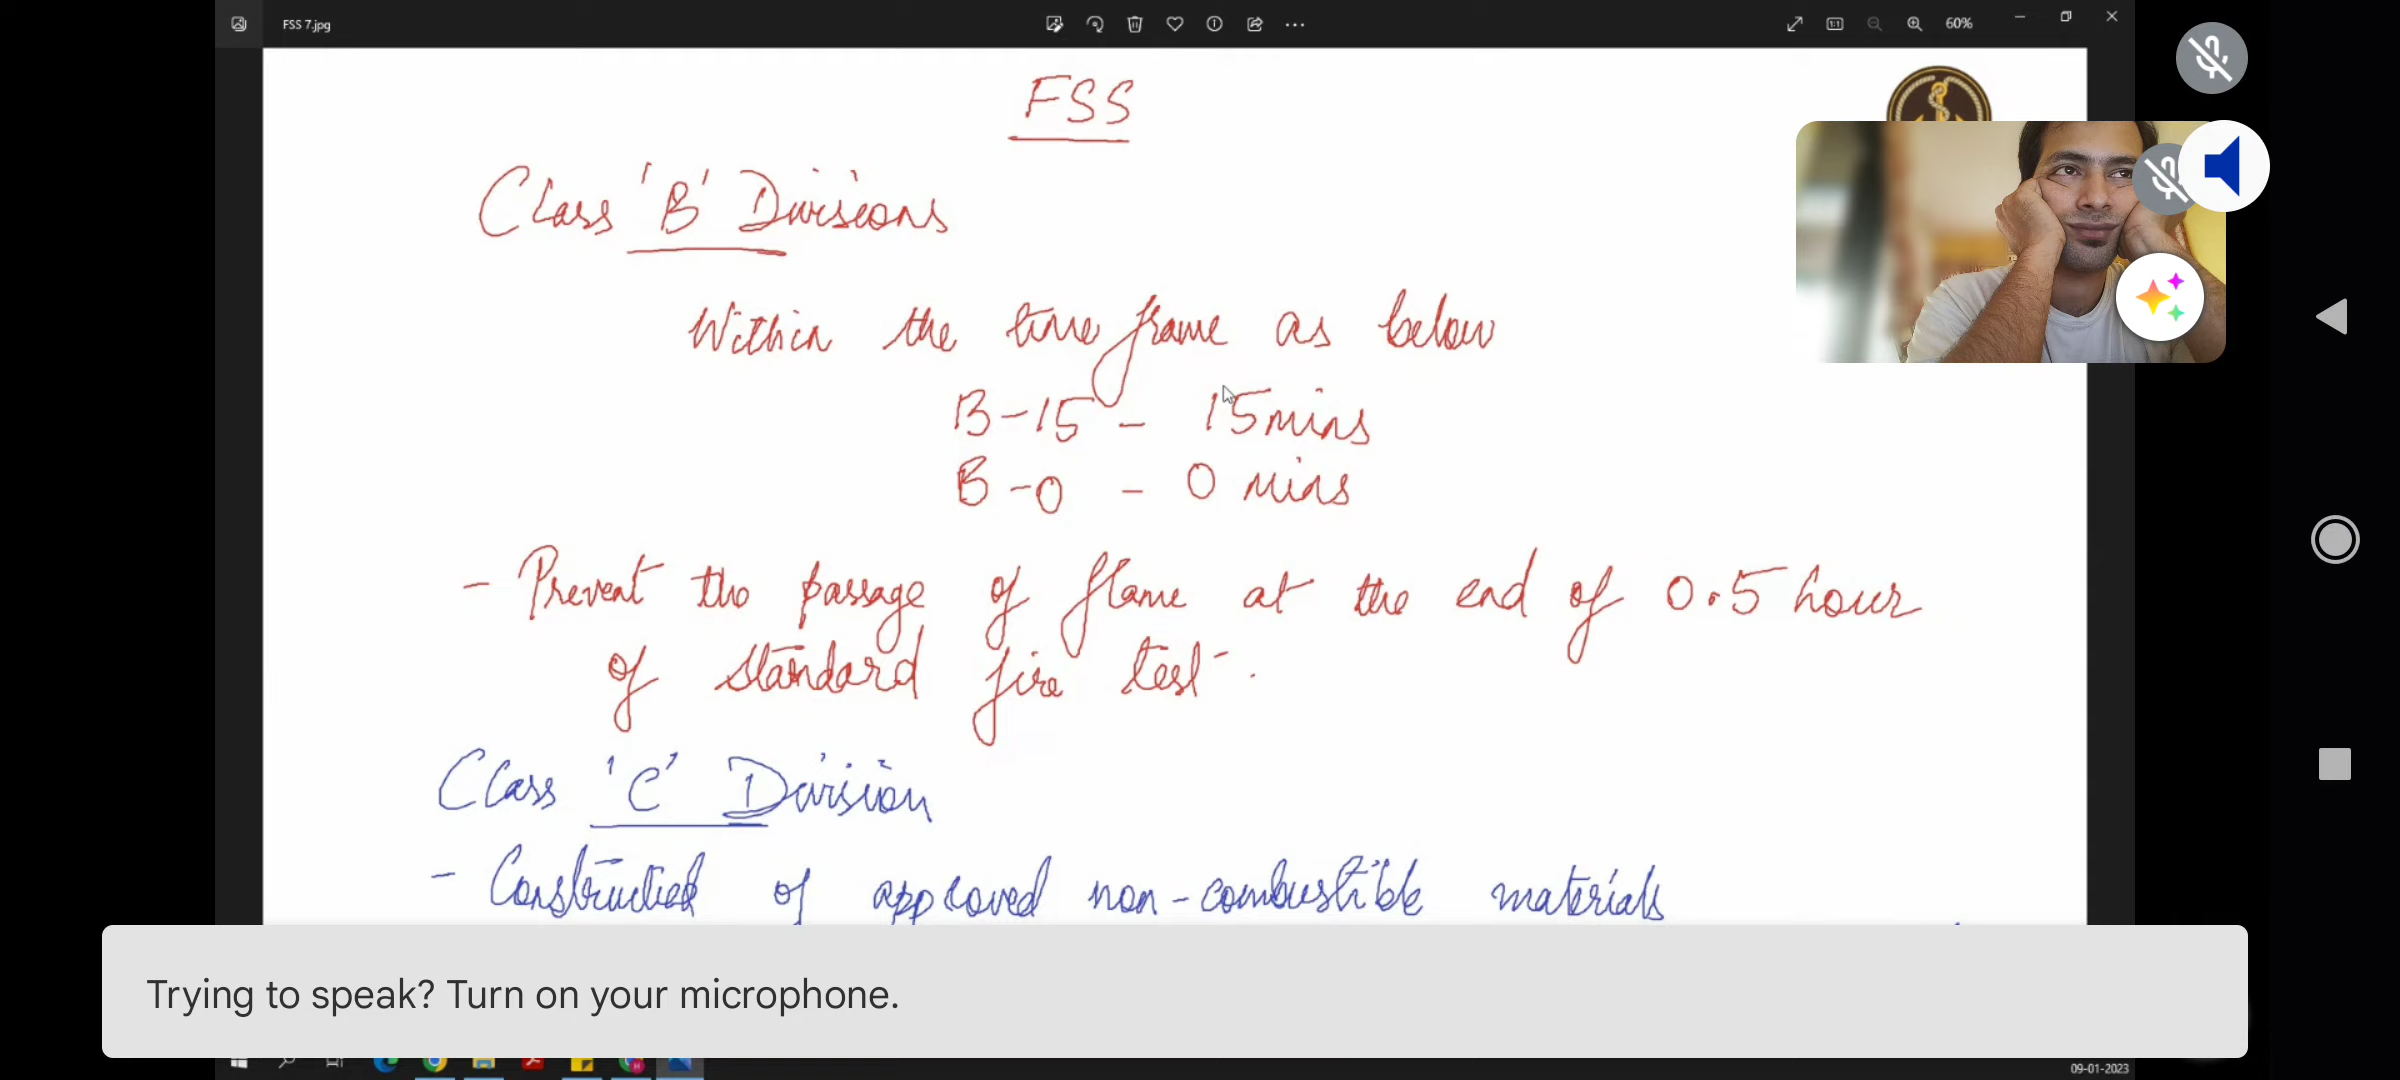 FSS 7.jpg
60%
FSS
Class 'B' Divisions
Within the time frame as below
B-15 - 15mins
B-0 - 0 mins
- Prevent the passage of flame at the end of 0.5 hour
of standard fire test.
Class 'C' Division
- Constructed of approved non-combustible materials
Trying to speak? Turn on your microphone.
09-01-2023